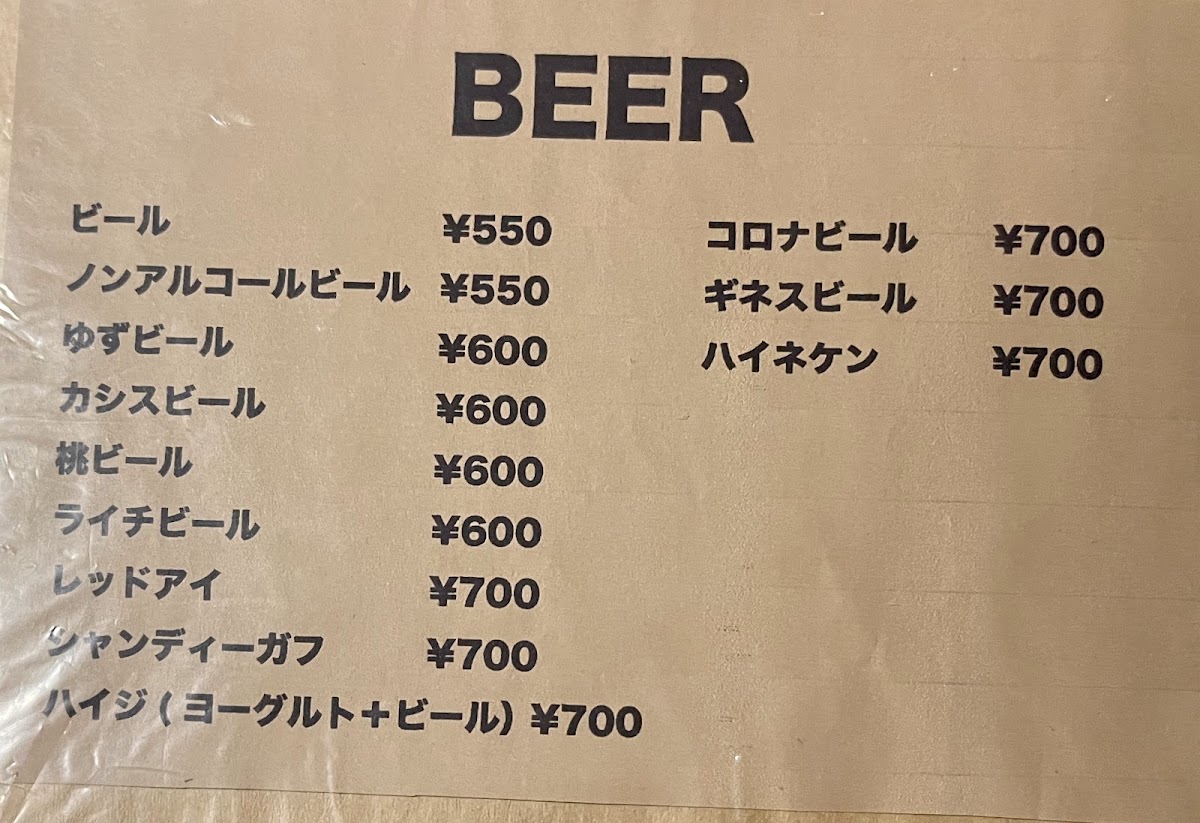 BEER
ビール ¥550
ノンアルコールビール ¥550
ゆずビール ¥600
カシスビール ¥600
桃ビール ¥600
ライチビール ¥600
レッドアイ ¥700
シャンディーガフ ¥700
ハイジ(ヨーグルト+ビール) ¥700
コロナビール ¥700
ギネスビール ¥700
ハイネケン ¥700